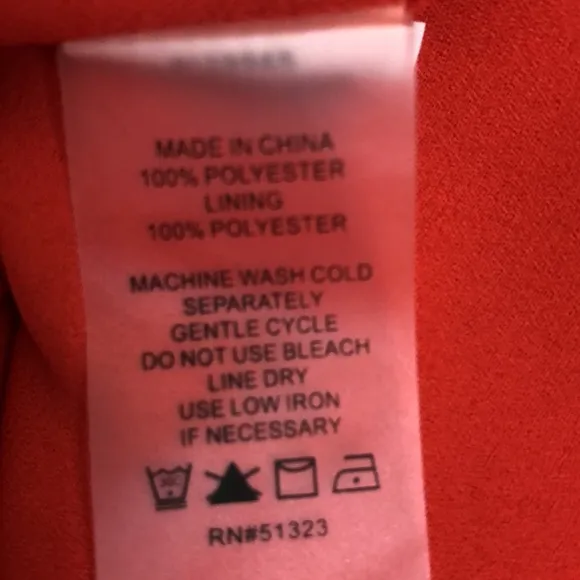 MADE IN CHINA
100% POLYESTER
LINING
100% POLYESTER
MACHINE WASH COLD
SEPARATELY
GENTLE CYCLE
DO NOT USE BLEACH
LINE DRY
USE LOW IRON
IF NECESSARY
RN#51323